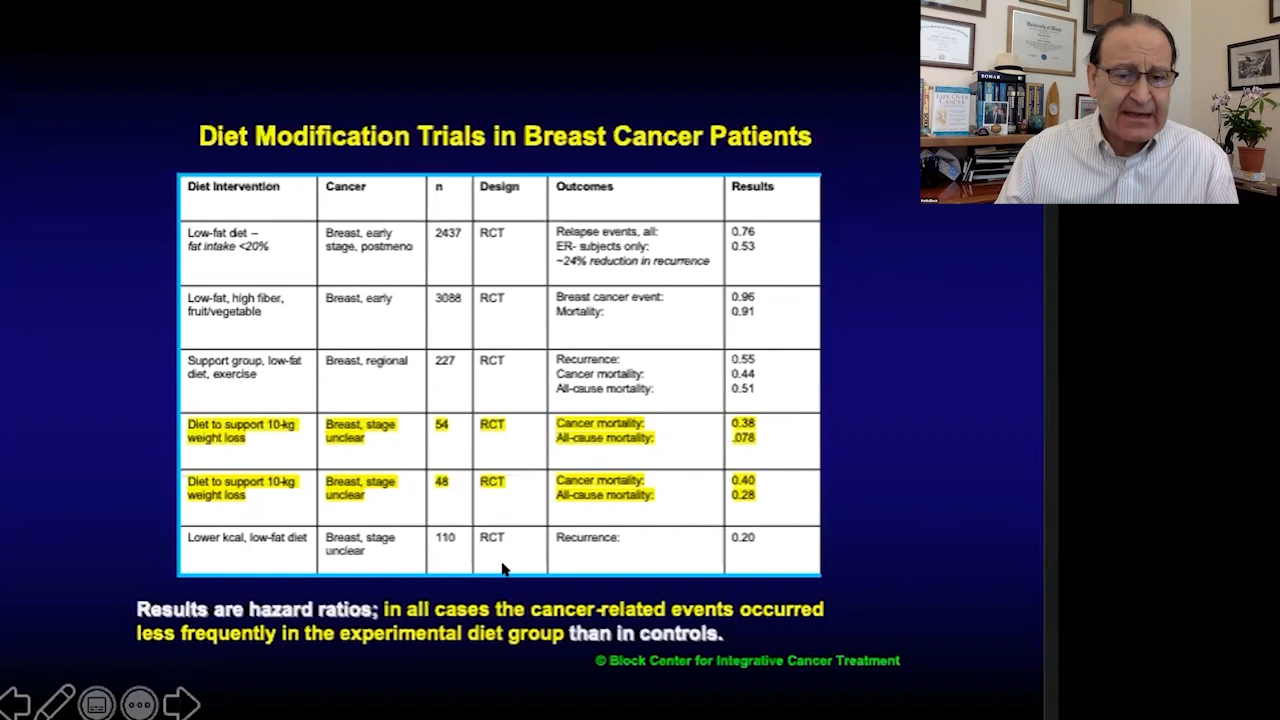 Diet Modification Trials in Breast Cancer Patients
Diet Intervention Cancer n Design Outcomes Results
Low-fat diet – Breast, early 2437 RCT Relapse events, all: 0.76
fat intake <20% stage, postmeno ER- subjects only: 0.53
~24% reduction in recurrence
Low-fat, high fiber, Breast, early 3088 RCT Breast cancer event: 0.96
fruit/vegetable Mortality: 0.91
Support group, low-fat Breast, regional 227 RCT Recurrence: 0.55
diet, exercise Cancer mortality: 0.44
All-cause mortality: 0.51
Diet to support 10-kg Breast, stage 54 RCT Cancer mortality: 0.38
weight loss unclear All-cause mortality: .078
Diet to support 10-kg Breast, stage 48 RCT Cancer mortality: 0.40
weight loss unclear All-cause mortality: 0.28
Lower kcal, low-fat diet Breast, stage 110 RCT Recurrence: 0.20
unclear
Results are hazard ratios; in all cases the cancer-related events occurred
less frequently in the experimental diet group than in controls.
© Block Center for Integrative Cancer Treatment
LIFE OVER
CANCER